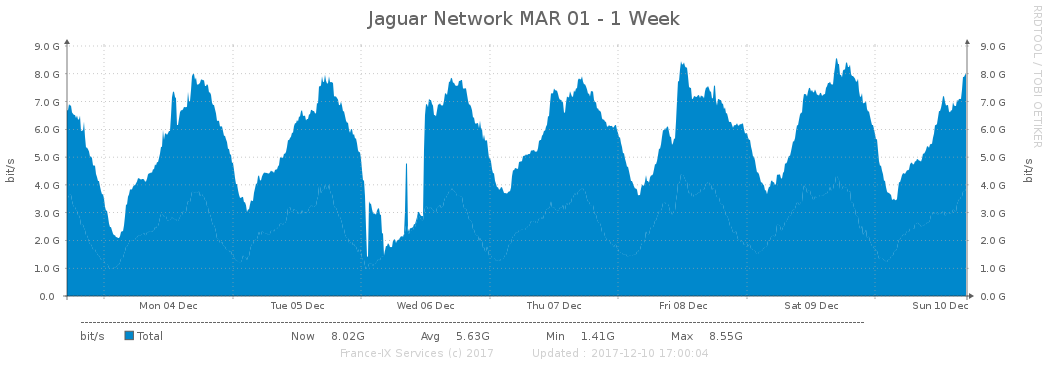 Jaguar Network MAR 01 - 1 Week
RRDTOOL / TOBI OETIKER
bit/s
9.0 G
8.0 G
7.0 G
6.0 G
5.0 G
4.0 G
3.0 G
2.0 G
1.0 G
0.0
9.0 G
8.0 G
7.0 G
6.0 G
5.0 G
4.0 G
3.0 G
2.0 G
1.0 G
0.0 G
bit/s
Mon 04 Dec Tue 05 Dec Wed 06 Dec Thu 07 Dec Fri 08 Dec Sat 09 Dec Sun 10 Dec
bit/s Total Now 8.02G Avg 5.63G Min 1.41G Max 8.55G
France-IX Services (c) 2017 Updated : 2017-12-10 17:00:04